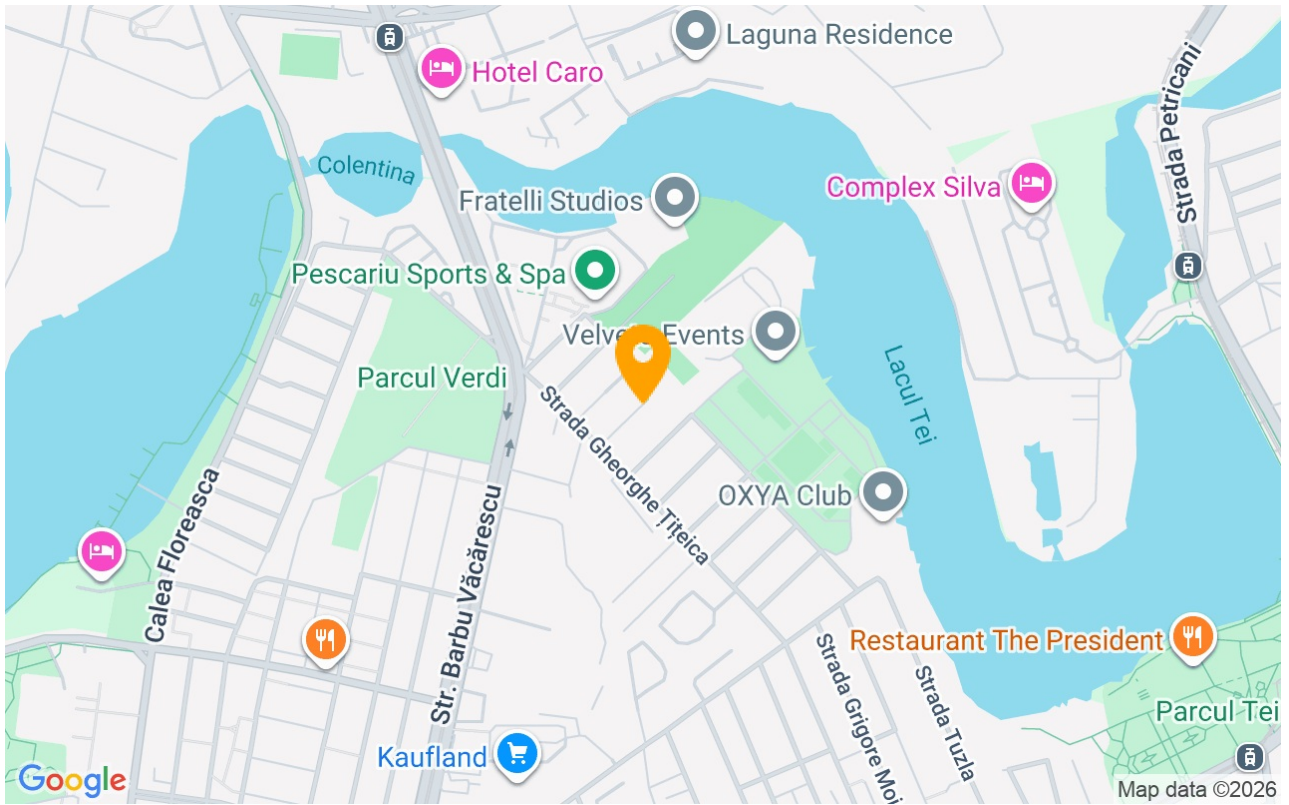 Laguna Residence
Hotel Caro
Strada Petricani
Colentina
Complex Silva
Fratelli Studios
Pescariu Sports & Spa
Events
Parcul Verdi
Lacul Tei
Strada Gheorghe Țițeica
OXYA Club
Calea Floreasca
Str. Barbu Văcărescu
Restaurant The President
Strada Grigore Moi
Strada Tuzla
Parcul Tei
Kaufland
Google
Map data ©2026